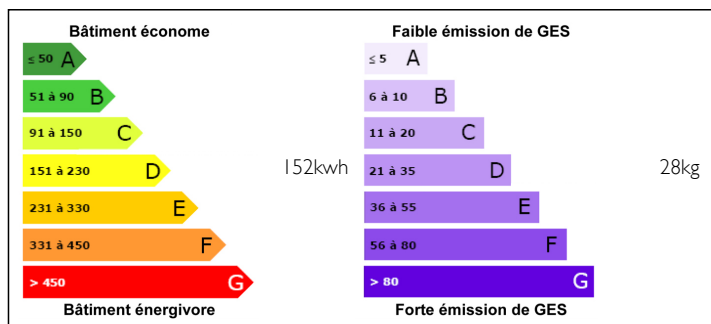 Bâtiment économe
≤ 50 A
51 à 90 B
91 à 150 C
151 à 230 D
231 à 330 E
331 à 450 F
> 450 G
Bâtiment énergivore
152kwh
Faible émission de GES
≤ 5 A
6 à 10 B
11 à 20 C
21 à 35 D
36 à 55 E
56 à 80 F
> 80 G
Forte émission de GES
28kg